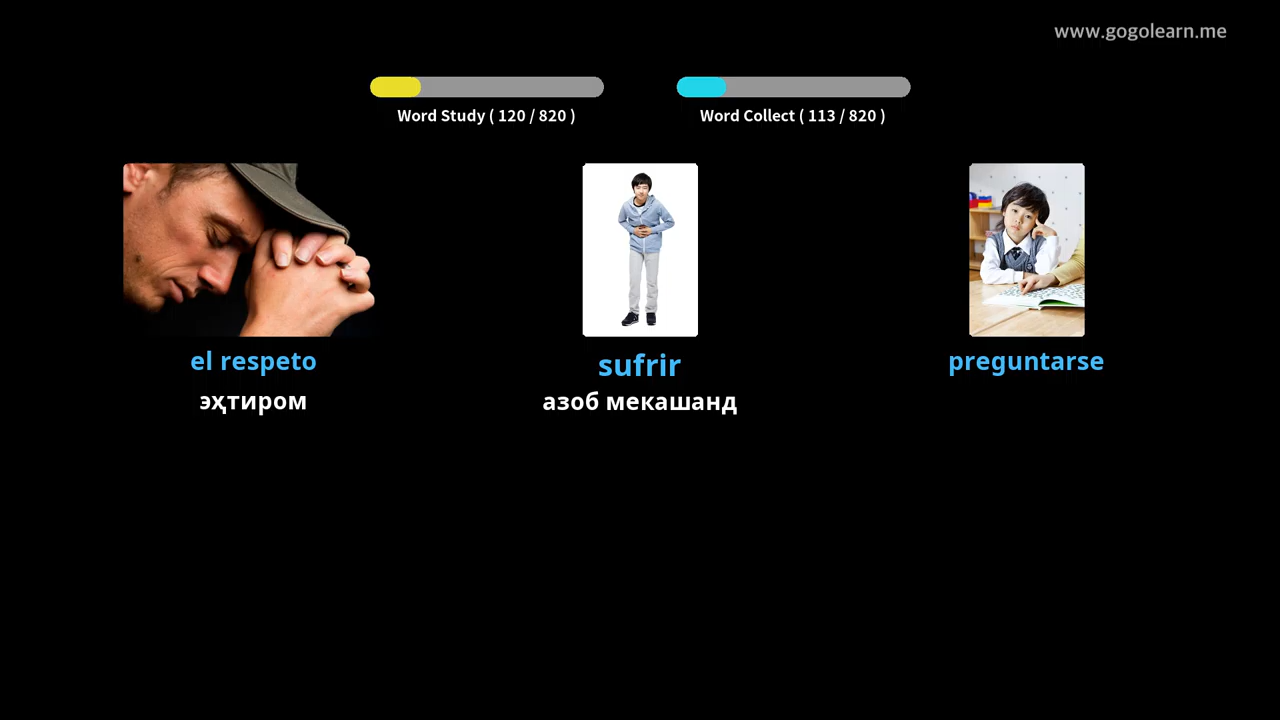 www.gogolearn.me
Word Study ( 120 / 820 )
Word Collect ( 113 / 820 )
el respeto
эҳтиром
sufrir
азоб мекашанд
preguntarse